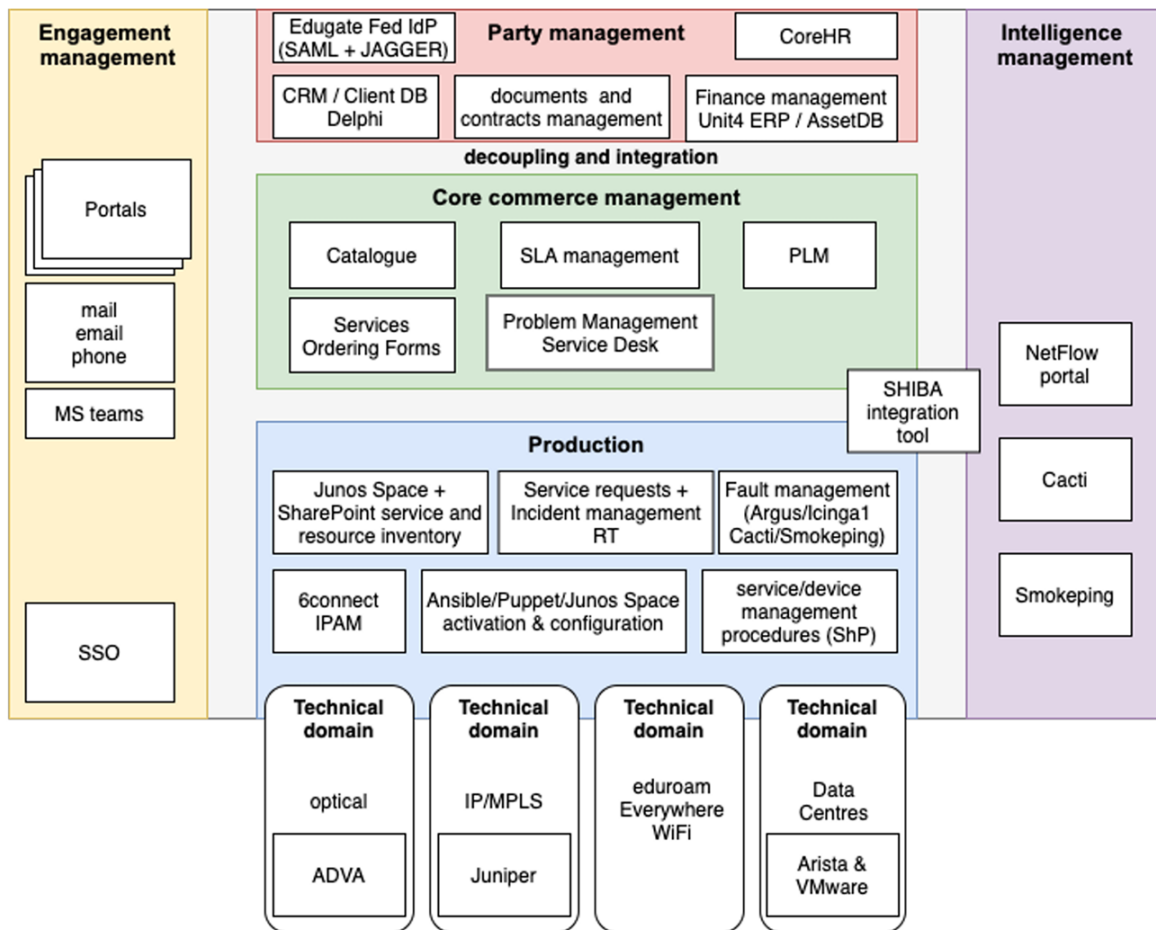 Engagement
management
Portals
mail
email
phone
MS teams
SSO
Edugate Fed IdP
(SAML + JAGGER)
Party management
CoreHR
CRM / Client DB
Delphi
documents and
contracts management
Finance management
Unit4 ERP / AssetDB
decoupling and integration
Core commerce management
Catalogue
SLA management
PLM
Services
Ordering Forms
Problem Management
Service Desk
SHIBA
integration
tool
Production
Junos Space +
SharePoint service and
resource inventory
Service requests +
Incident management
RT
Fault management
(Argus/Icinga1
Cacti/Smokeping)
6connect
IPAM
Ansible/Puppet/Junos Space
activation & configuration
service/device
management
procedures (ShP)
Technical
domain
optical
ADVA
Technical
domain
IP/MPLS
Juniper
Technical
domain
eduroam
Everywhere
WiFi
Technical
domain
Data
Centres
Arista &
VMware
Intelligence
management
NetFlow
portal
Cacti
Smokeping